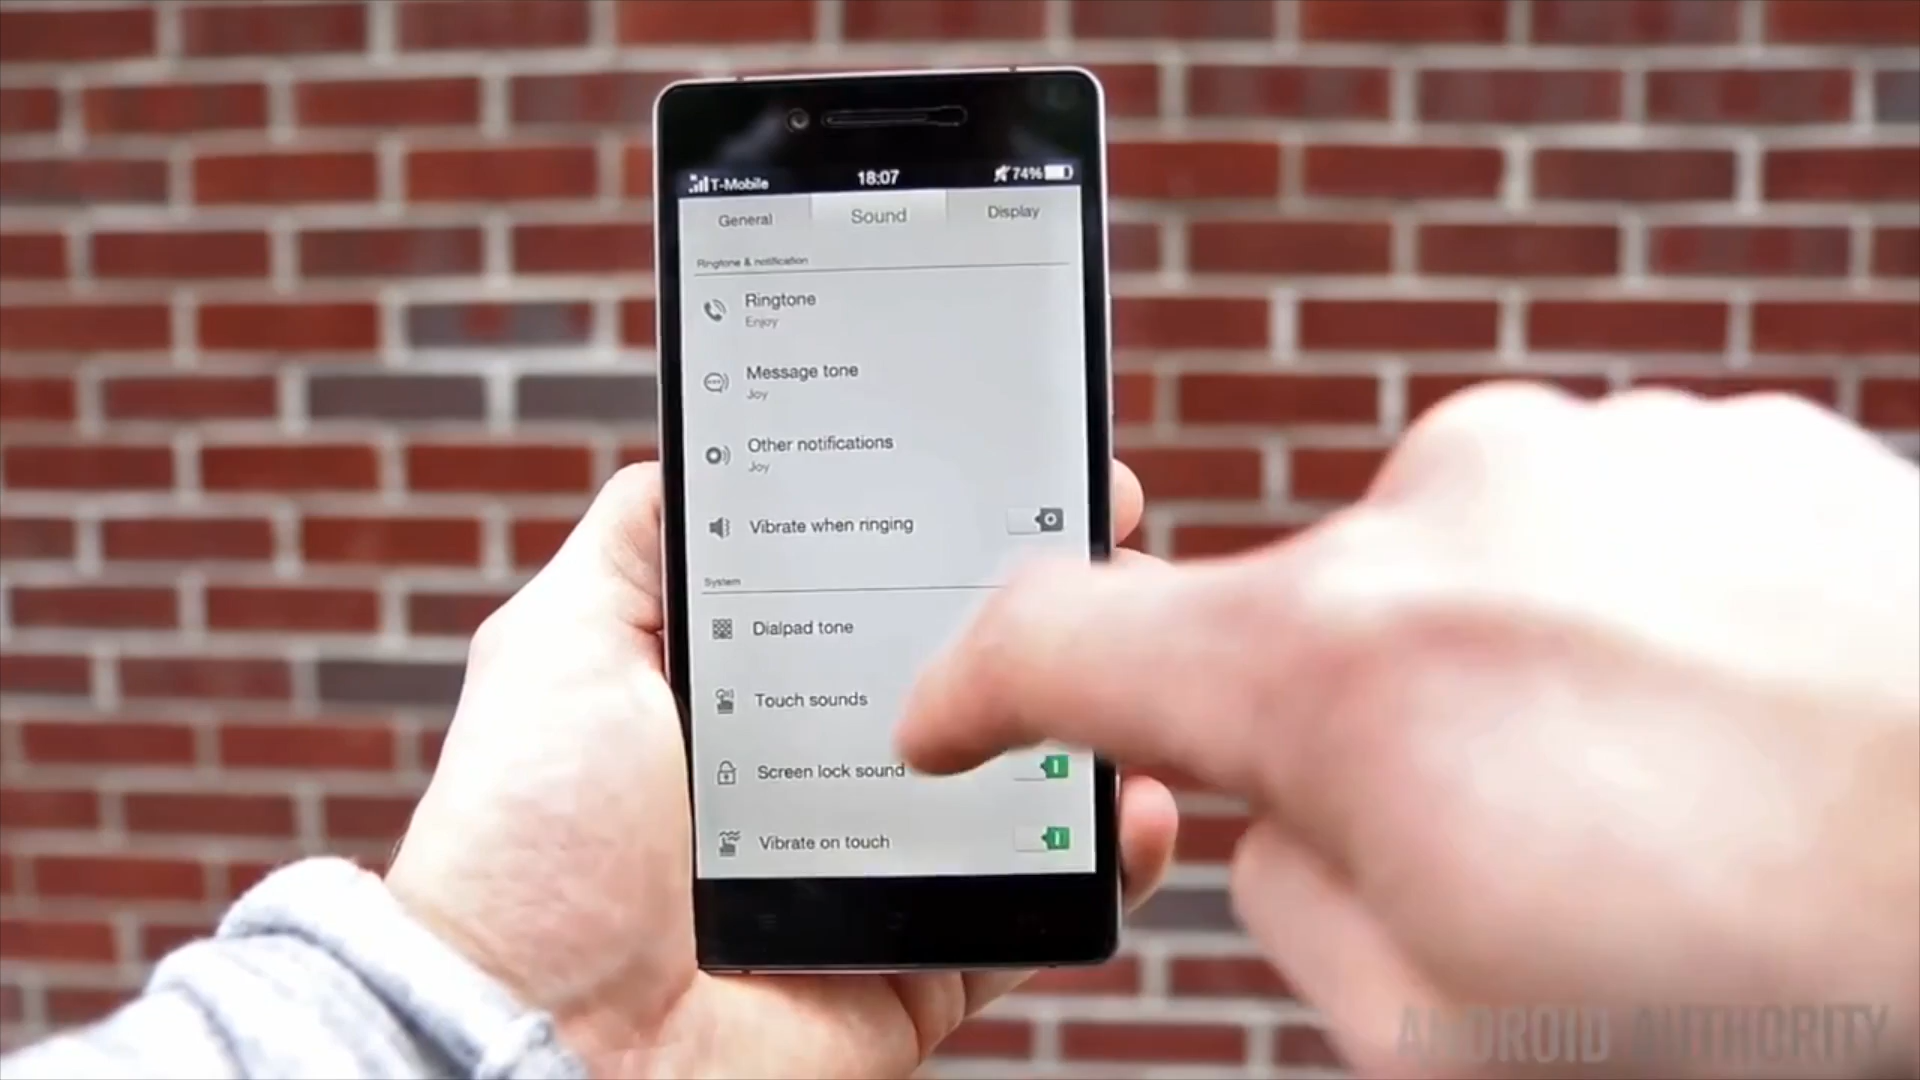 T-Mobile 18:07 74%
General Sound Display
Ringtone & notification
Ringtone
Enjoy
Message tone
Joy
Other notifications
Joy
Vibrate when ringing
System
Dialpad tone
Touch sounds
Screen lock sound
Vibrate on touch
ANDROID AUTHORITY